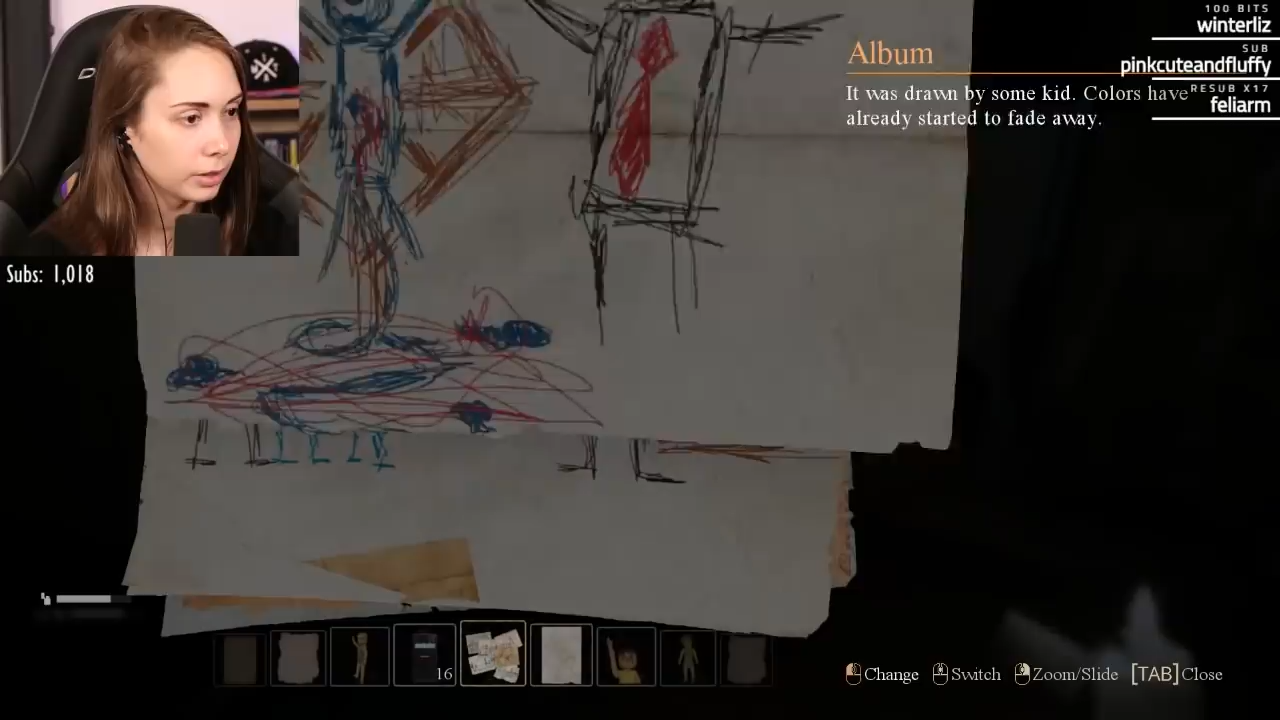 100 BITS
winterliz
SUB
pinkcuteandfluffy
RESUB X17
feliarm
Album
It was drawn by some kid. Colors have
already started to fade away.
Subs: 1,018
16
Change
Switch
Zoom/Slide
[TAB] Close